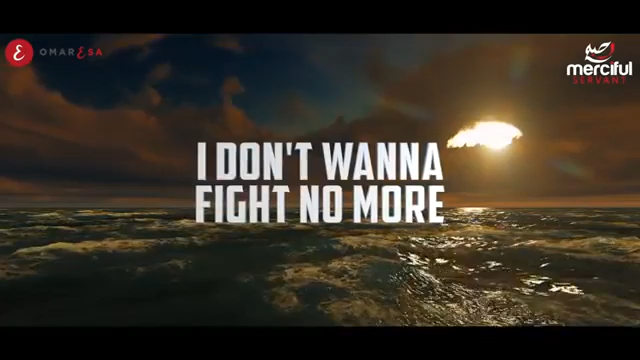 OMAR ESA
merciful
SERVANT
I DON'T WANNA
FIGHT NO MORE